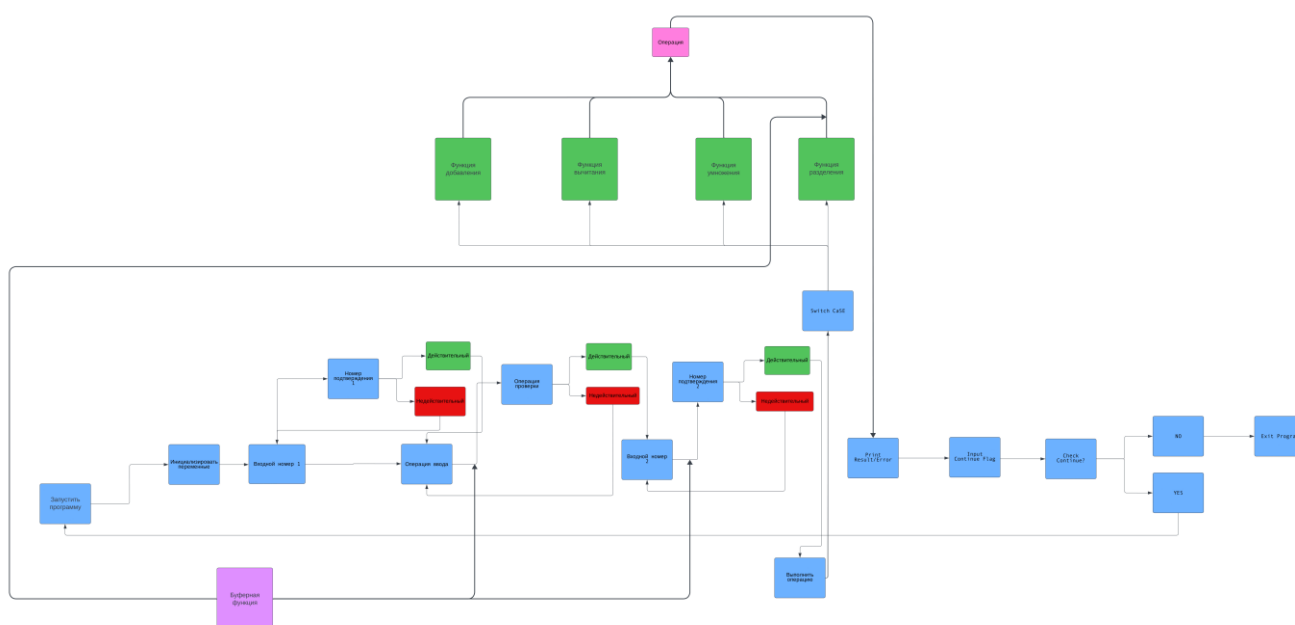 Операция
Функция
добавления
Функция
вычитания
Функция
умножения
Функция
разделения
Switch CaSE
Действительный
Номер
подтверждения
1
Недействительный
Действительный
Операция
проверки
Недействительный
Действительный
Номер
подтверждения
2
Недействительный
Инициализировать
переменные
Входной номер 1
Операция ввода
Входной номер
2
Запустить
программу
Print
Result/Error
Input
Continue flag
Check
Continue?
NO
Exit Progra
YES
Выполнить
операцию
Буферная
функция